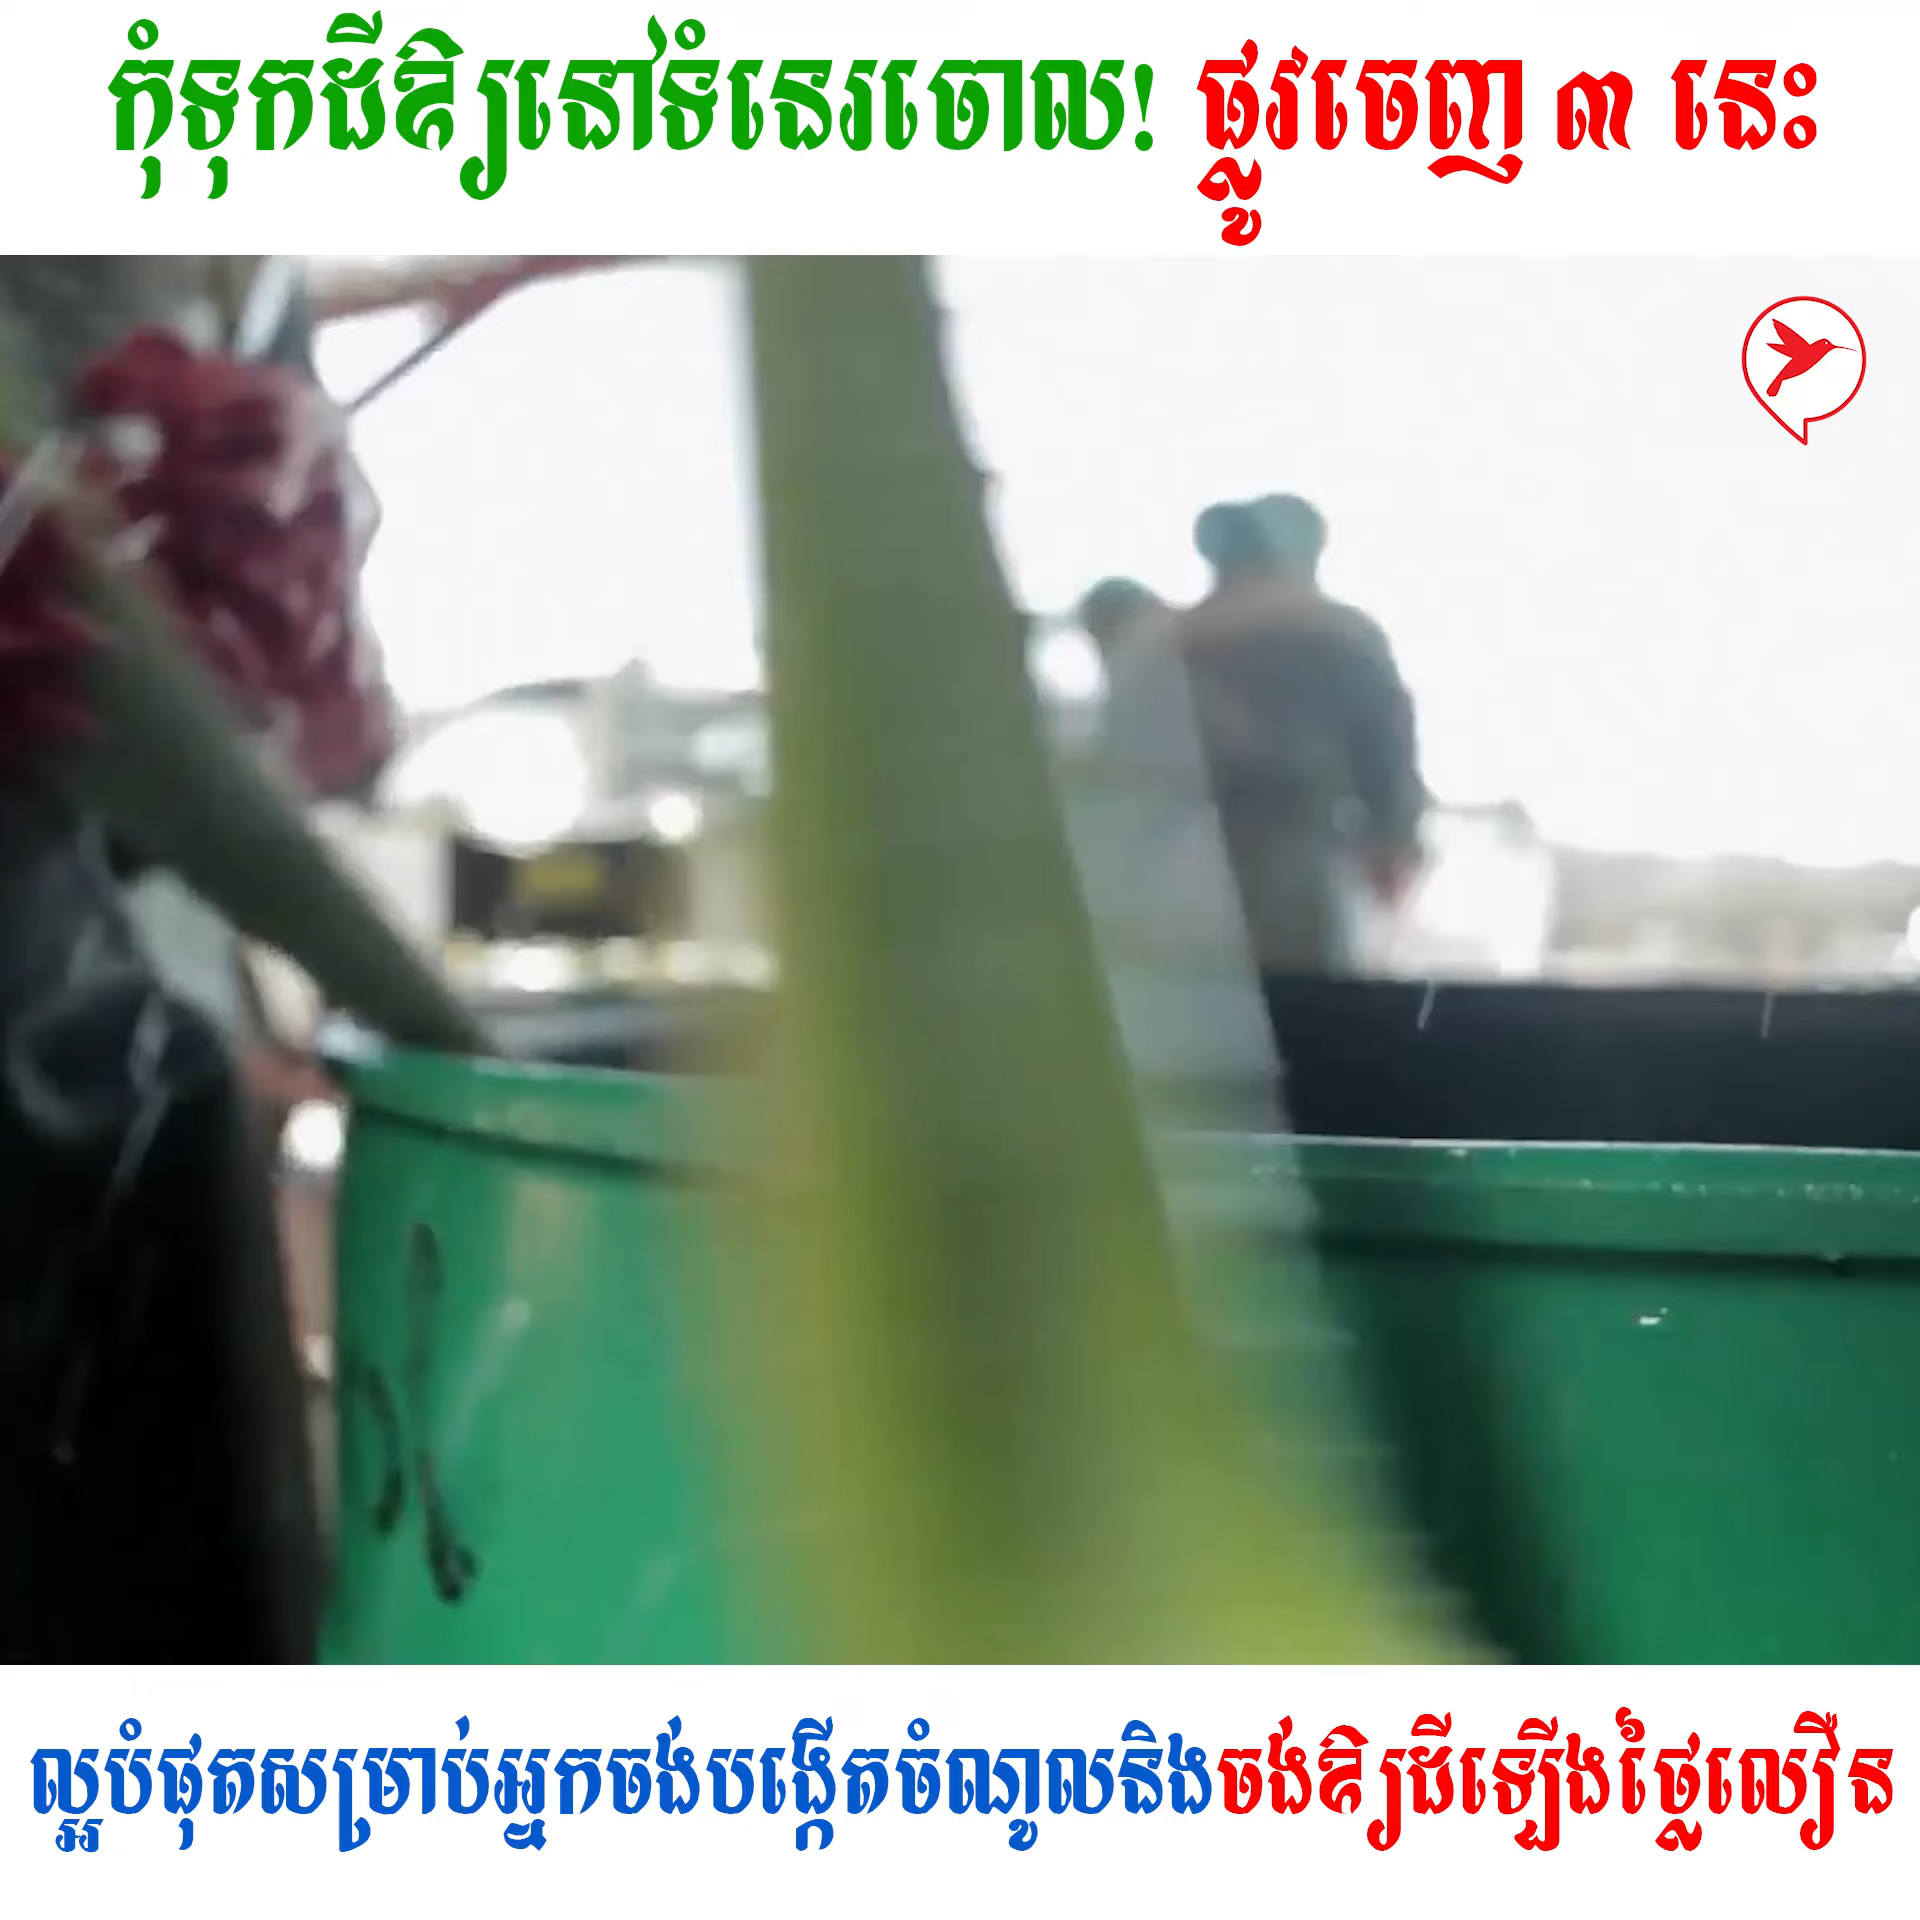 កុំទុកដីឱ្យនៅទំនេរចោល! ផ្លូវចេញ ៣ នេះ
ល្អបំផុតសម្រាប់អ្នកចង់បង្កើតចំណូលនិងចង់ឱ្យដីឡើងថ្លៃលឿន